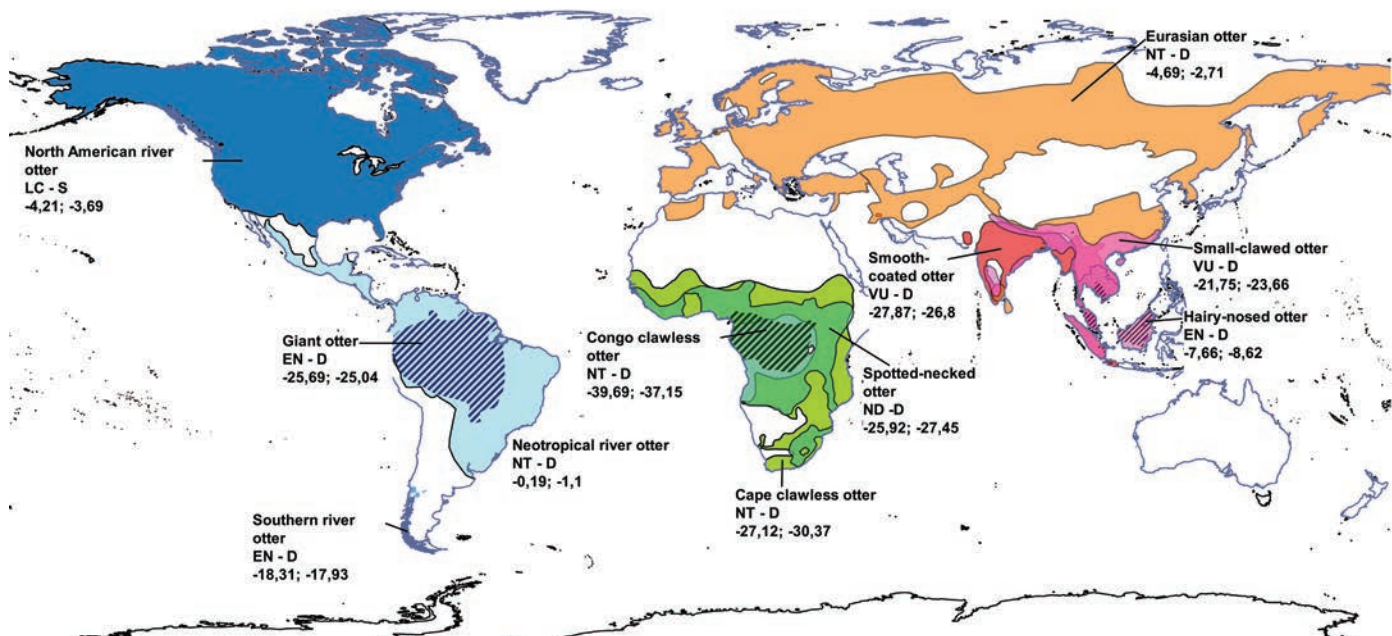 Eurasian otter
NT - D
-4,69; -2,71
North American river
otter
LC - S
-4,21; -3,69
Small-clawed otter
VU - D
-21,75; -23,66
Smooth-
coated otter
VU - D
-27,87; -26,8
Hairy-nosed otter
EN - D
-7,66; -8,62
Giant otter
EN - D
-25,69; -25,04
Congo clawless
otter
NT - D
-39,69; -37,15
Spotted-necked
otter
ND -D
-25,92; -27,45
Neotropical river otter
NT - D
-0,19; -1,1
Cape clawless otter
NT - D
-27,12; -30,37
Southern river
otter
EN - D
-18,31; -17,93